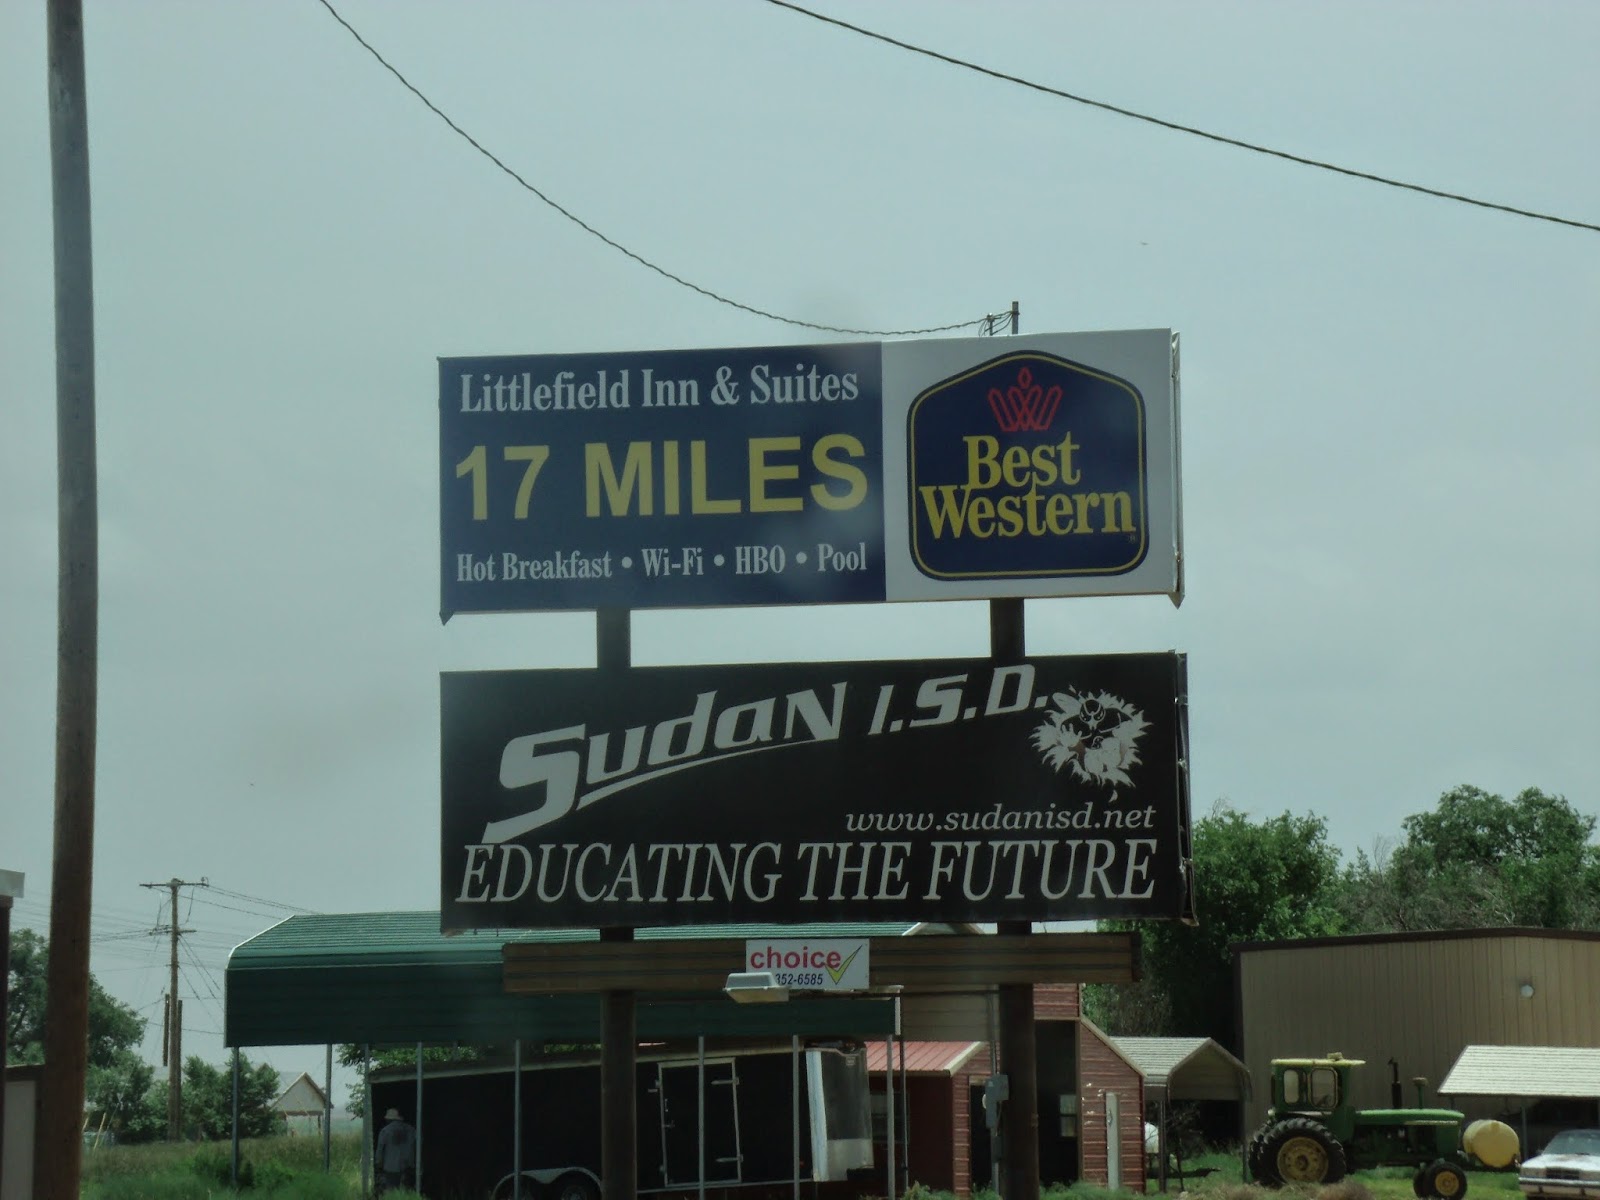 Littlefield Inn & Suites
17 MILES
Hot Breakfast • Wi-Fi • HBO • Pool
Best
Western
Sudan I.S.D.
www.sudanisd.net
EDUCATING THE FUTURE
choice
352-6585